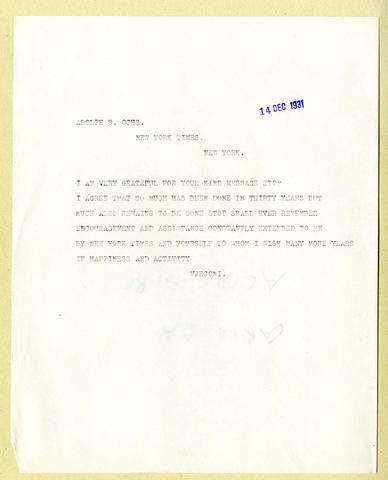 14 DEC 1931
ADOLFE S. OCHS.
NEW YORK TIMES.
NEW YORK.
I AM VERY GRATEFUL FOR YOUR KIND MESSAGE STOP
I AGREE THAT SO MUCH HAS BEEN DONE IN THIRTY YEARS BUT
MUCH ALSO REMAINS TO BE DONE STOP SHALL EVER REMEMBER
ENCOURAGEMENT AND ASSISTANCE CONSTANTLY EXTENDED TO ME
BY NEW YORK TIMES AND YOURSELF TO WHOM I WISH MANY MORE YEARS
OF HAPPINESS AND ACTIVITY
MARCONI.